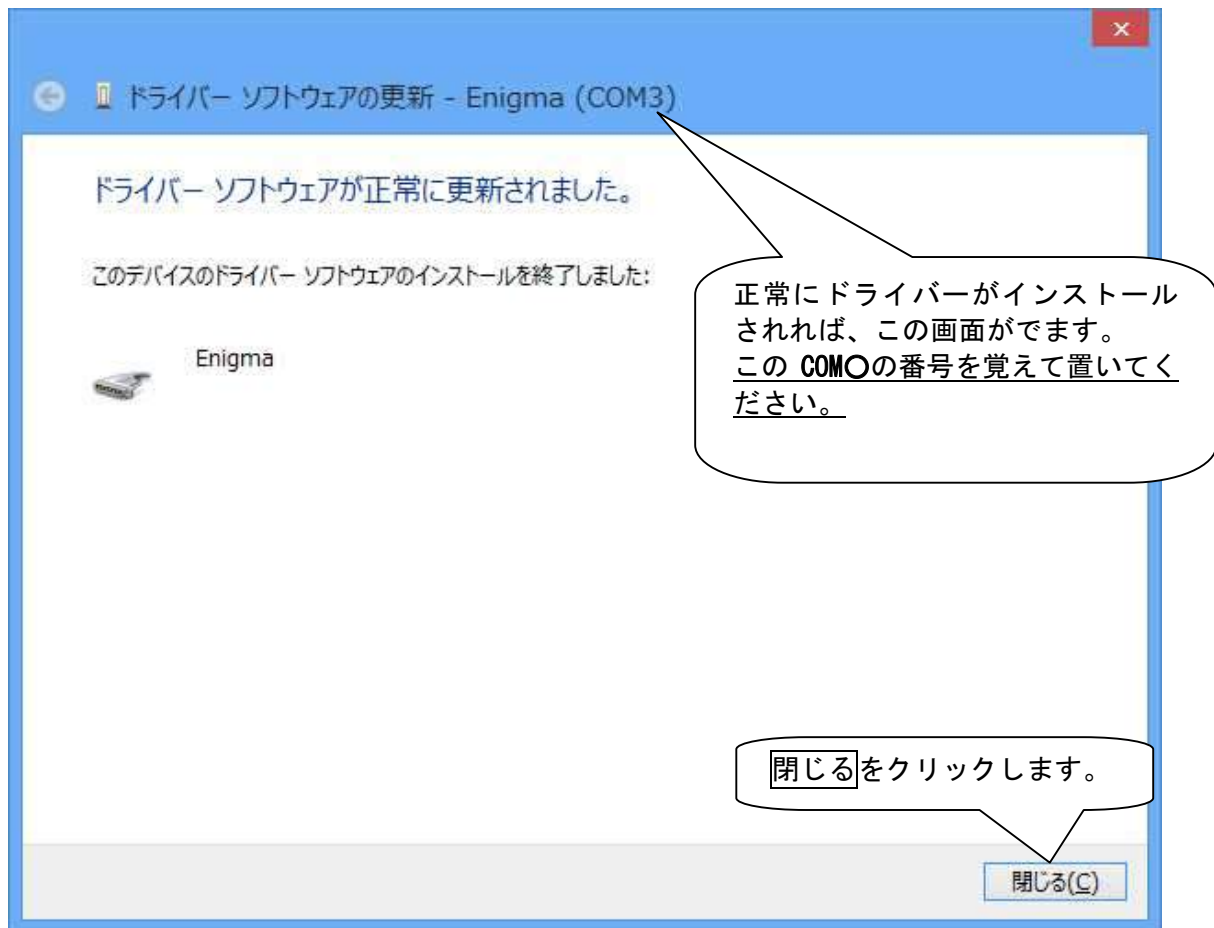 ドライバー ソフトウェアの更新 - Enigma (COM3)
ドライバー ソフトウェアが正常に更新されました。
このデバイスのドライバー ソフトウェアのインストールを終了しました:
Enigma
正常にドライバーがインストール
されれば、この画面がでます。
この COM〇の番号を覚えて置いてく
ださい。
閉じるをクリックします。
閉じる(C)